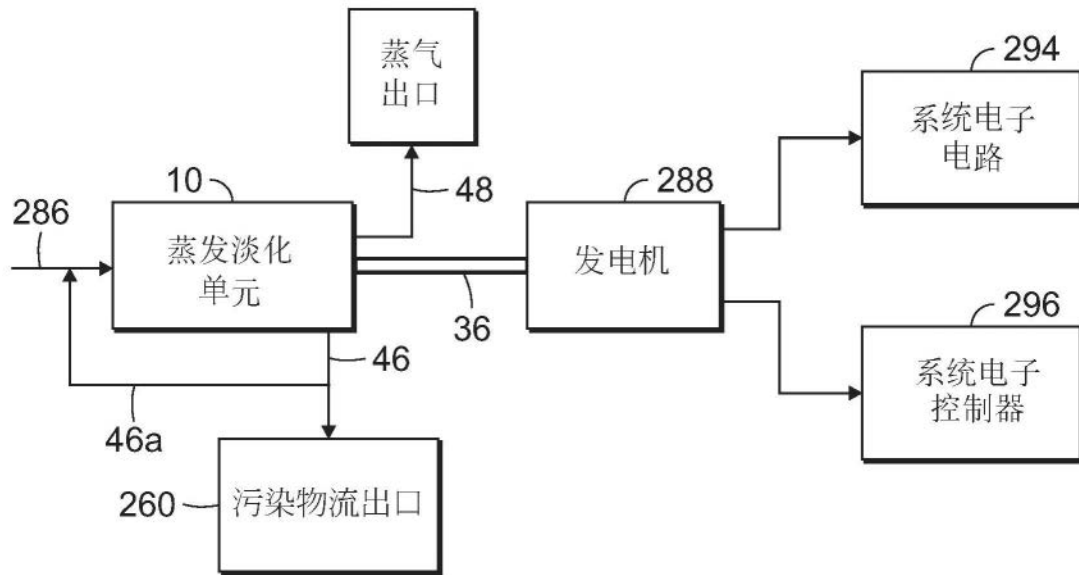 蒸气
出口
294
系统电子
电路
10
48
288
286
蒸发淡化
单元
发电机
36
296
46
系统电子
控制器
46a
260
污染物流出口